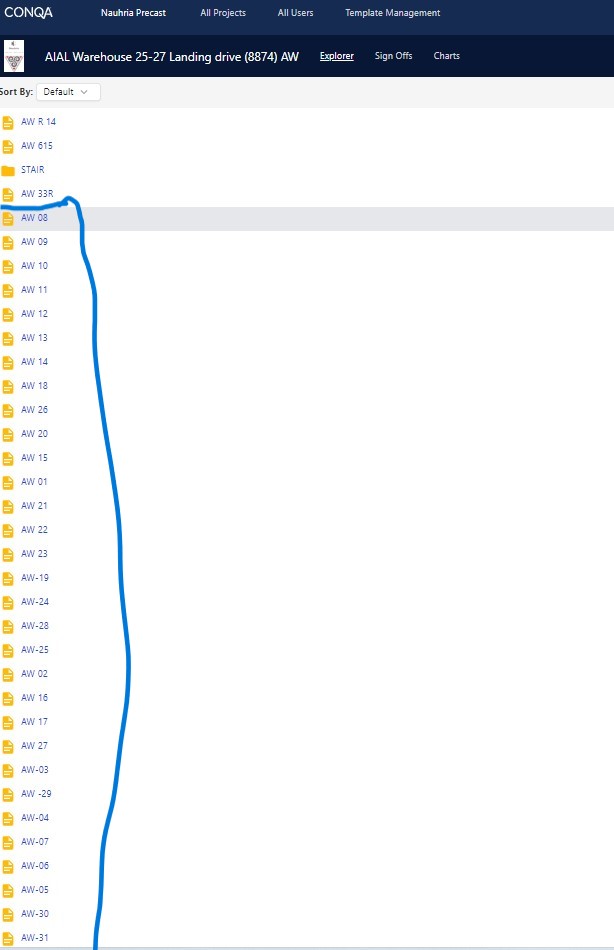 CONQA Nauhria Precast All Projects All Users Template Management
AIAL Warehouse 25-27 Landing drive (8874) AW Explorer Sign Offs Charts
Sort By: Default
AW R 14
AW 615
STAIR
AW 33R
AW 08
AW 09
AW 10
AW 11
AW 12
AW 13
AW 14
AW 18
AW 26
AW 20
AW 15
AW 01
AW 21
AW 22
AW 23
AW-19
AW-24
AW-28
AW-25
AW 02
AW 16
AW 17
AW 27
AW-03
AW -29
AW-04
AW-07
AW-06
AW-05
AW-30
AW-31